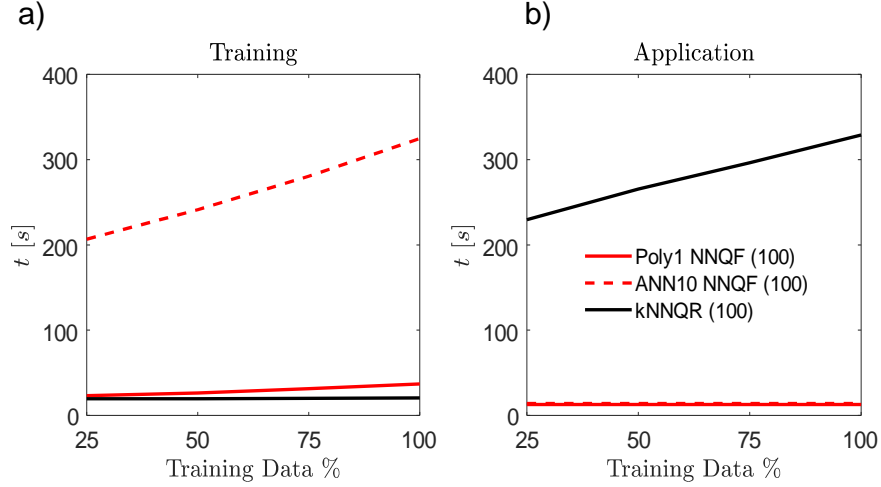 a)
Training
400
300
200
100
0
25
50
75
100
t [s]
Training Data %
b)
Application
400
300
200
100
0
25
50
75
100
t [s]
Training Data %
Poly1 NNQF (100)
ANN10 NNQF (100)
kNNQR (100)